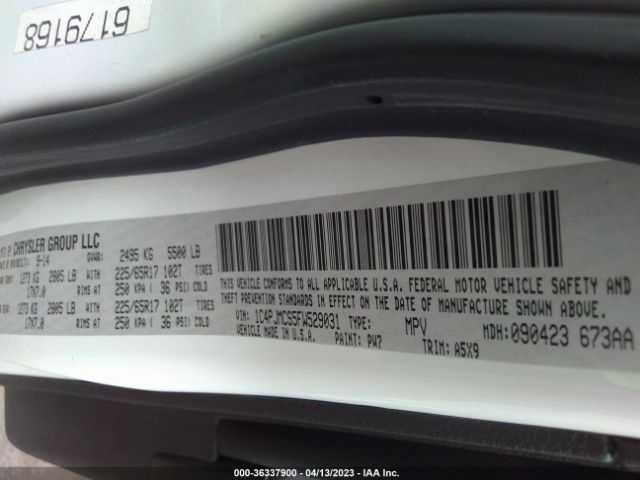 6179168
CHRYSLER GROUP LLC
9-14 GVWR: 2495 KG 5500 LB
1273 KG 2805 LB WITH 225/65R17 102T TIRES
17X7.0 RIMS AT 250 KPA ( 36 PSI) COLD
1273 KG 2805 LB WITH 225/65R17 102T TIRES
17X7.0 RIMS AT 250 KPA ( 36 PSI) COLD
THIS VEHICLE CONFORMS TO ALL APPLICABLE U.S.A. FEDERAL MOTOR VEHICLE SAFETY AND
THEFT PREVENTION STANDARDS IN EFFECT ON THE DATE OF MANUFACTURE SHOWN ABOVE.
VIN: 1C4PJMCS5FW529031 TYPE: MPV MDH:090423 673AA
VEHICLE MADE IN U.S.A. PAINT: PW7 TRIM: A5X9
000-36337900 - 04/13/2023 - IAA Inc.